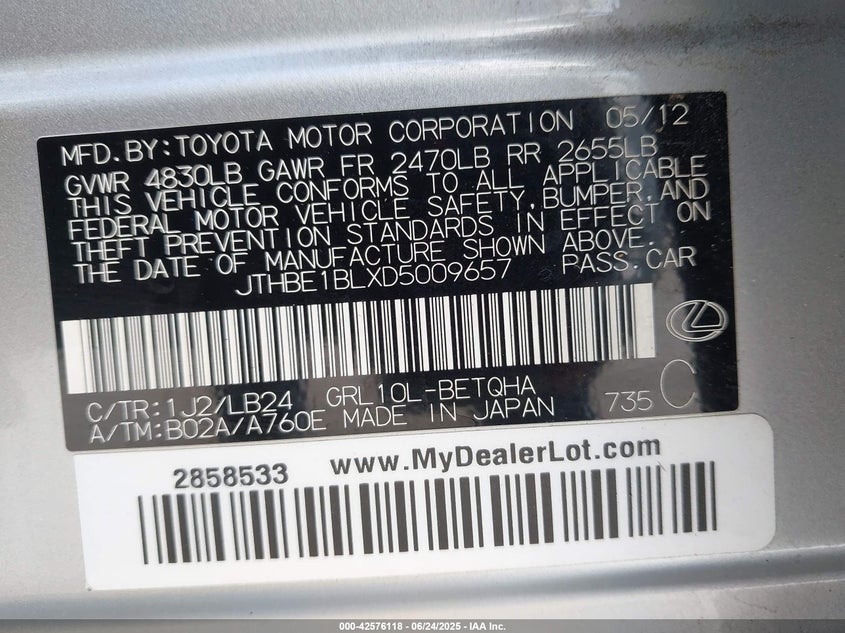 MFD.BY:TOYOTA MOTOR CORPORATION 05/12
GVWR 4830LB GAWR FR 2470LB RR 2655LB
THIS VEHICLE CONFORMS TO ALL APPLICABLE
FEDERAL MOTOR VEHICLE SAFETY,BUMPER,AND
THEFT PREVENTION STANDARDS IN EFFECT ON
THE DATE OF MANUFACTURE SHOWN ABOVE.
JTHBE1BLXD5009657 PASS.CAR
C/TR:1J2/LB24 GRL10L-BETQHA
A/TM:B02A/A760E MADE IN JAPAN 735 C
2858533 www.MyDealerLot.com
000-42576118 - 06/24/2025 - IAA Inc.